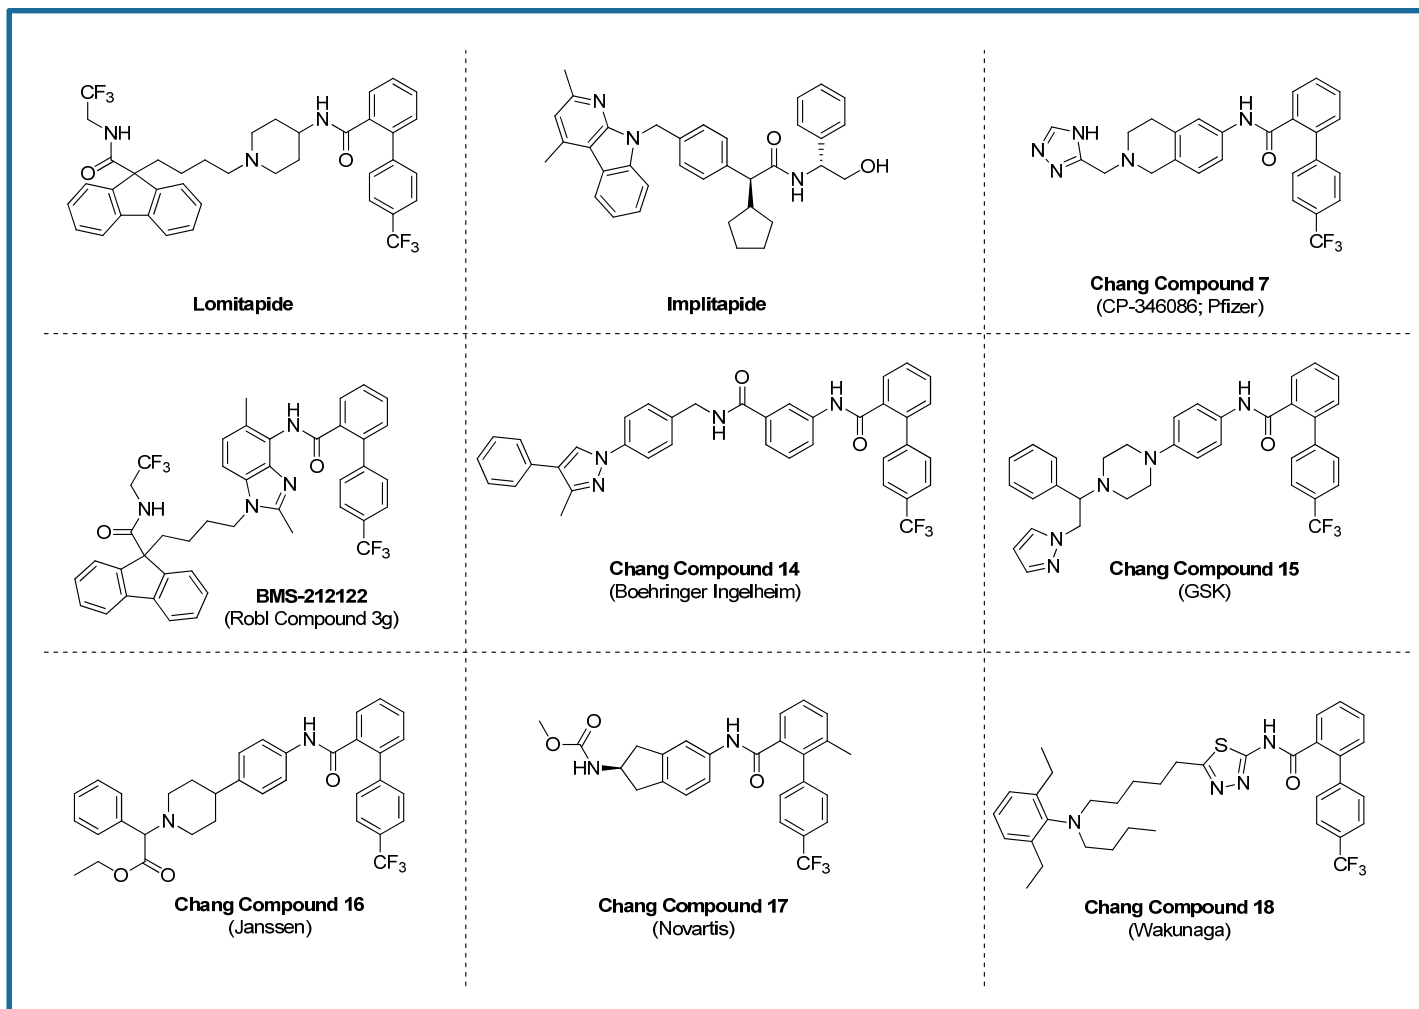 CF3
NH
O
N
H
N
O
CF3
Lomitapide
N
N
O
N
H
OH
Implitapide
NH
N
N
N
H
N
O
CF3
Chang Compound 7
(CP-346086; Pfizer)
CF3
NH
O
H
N
O
N
N
CF3
BMS-212122
(Robl Compound 3g)
N
N
N
H
O
H
N
O
CF3
Chang Compound 14
(Boehringer Ingelheim)
N
N
N
N
H
N
O
CF3
Chang Compound 15
(GSK)
N
O
O
H
N
O
CF3
Chang Compound 16
(Janssen)
O
O
HN
H
N
O
CF3
Chang Compound 17
(Novartis)
N
S
N
N
H
N
O
CF3
Chang Compound 18
(Wakunaga)